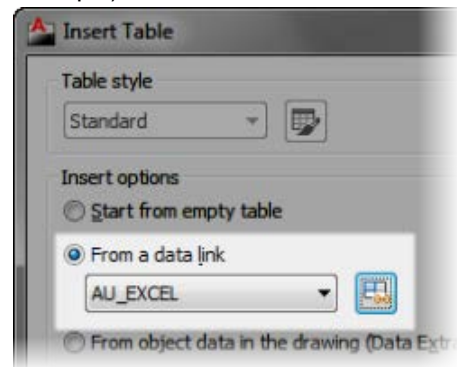 Insert Table
Table style
Standard
Insert options
Start from empty table
From a data link
AU_EXCEL
From object data in the drawing (Data Extra